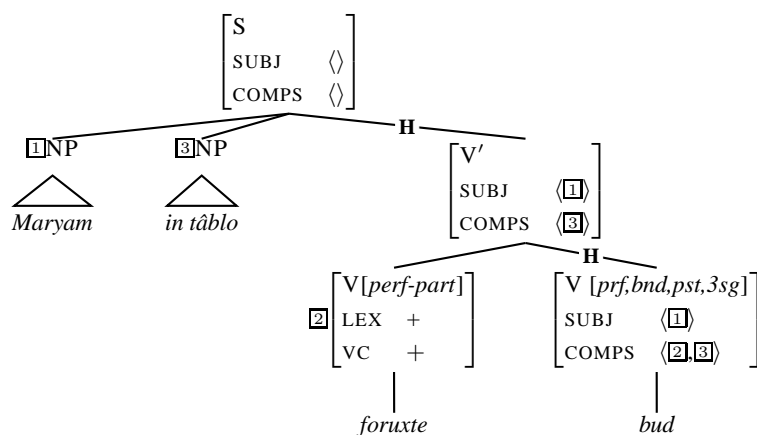 S
SUBJ ⟨⟩
COMPS ⟨⟩
H
1 NP 3 NP
V′
SUBJ ⟨1⟩
COMPS ⟨3⟩
Maryam in tâblo
H
V[perf-part] V [prf,bnd,pst,3sg]
2 LEX + SUBJ ⟨1⟩
VC + COMPS ⟨2,3⟩
foruxte bud